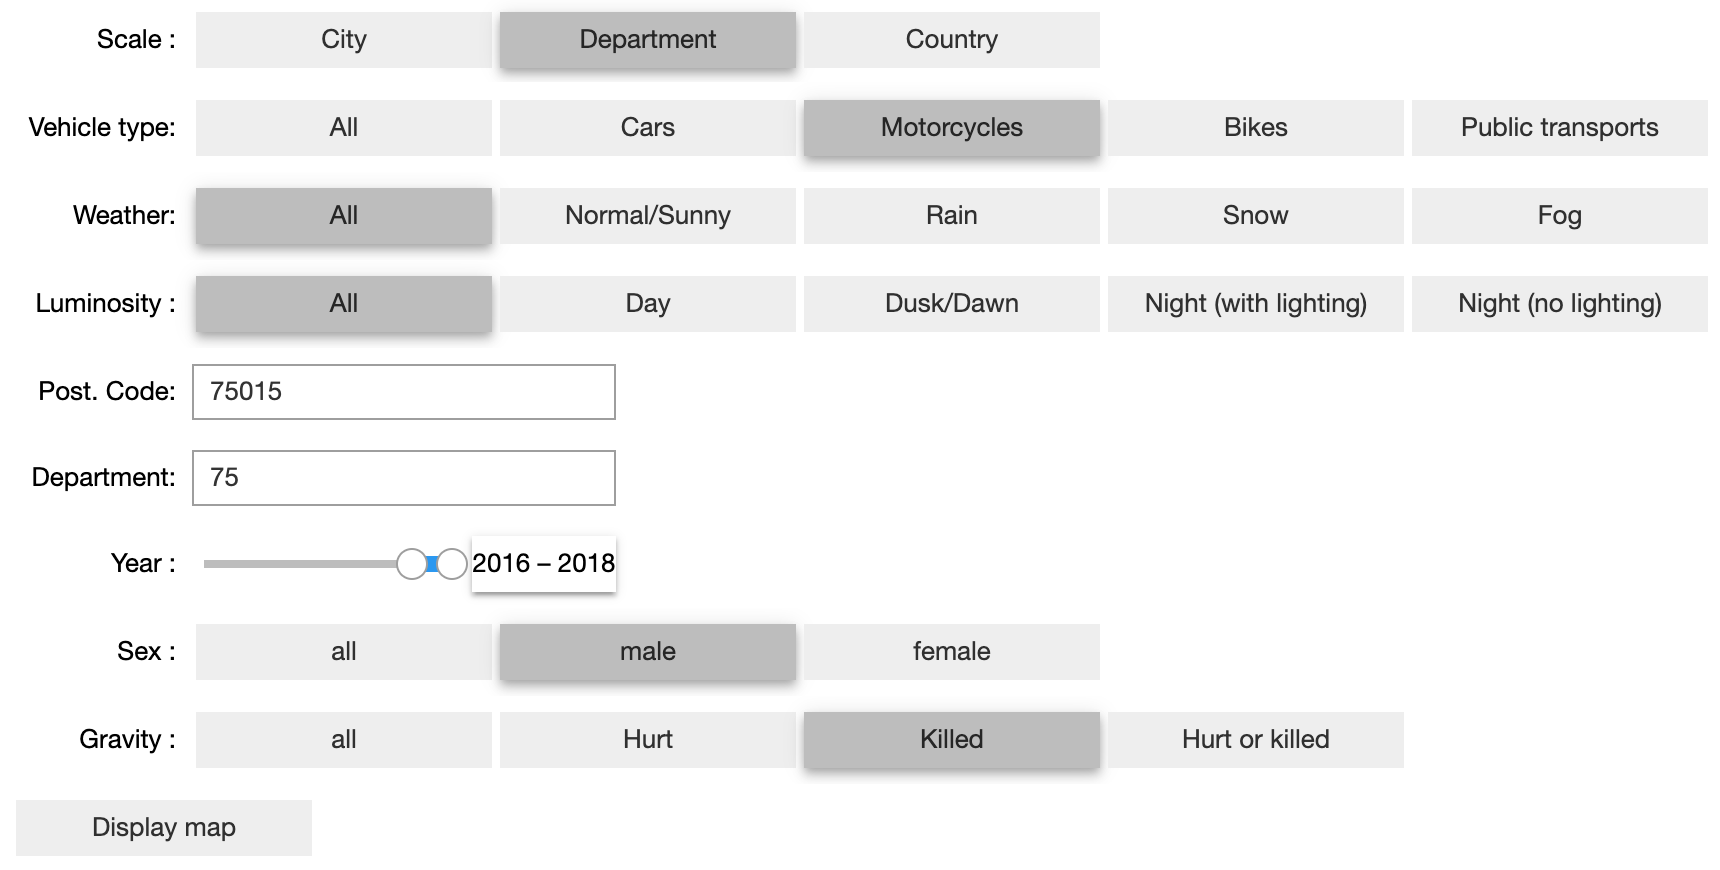 Scale : City Department Country
Vehicle type: All Cars Motorcycles Bikes Public transports
Weather: All Normal/Sunny Rain Snow Fog
Luminosity : All Day Dusk/Dawn Night (with lighting) Night (no lighting)
Post. Code: 75015
Department: 75
Year : 2016 – 2018
Sex : all male female
Gravity : all Hurt Killed Hurt or killed
Display map